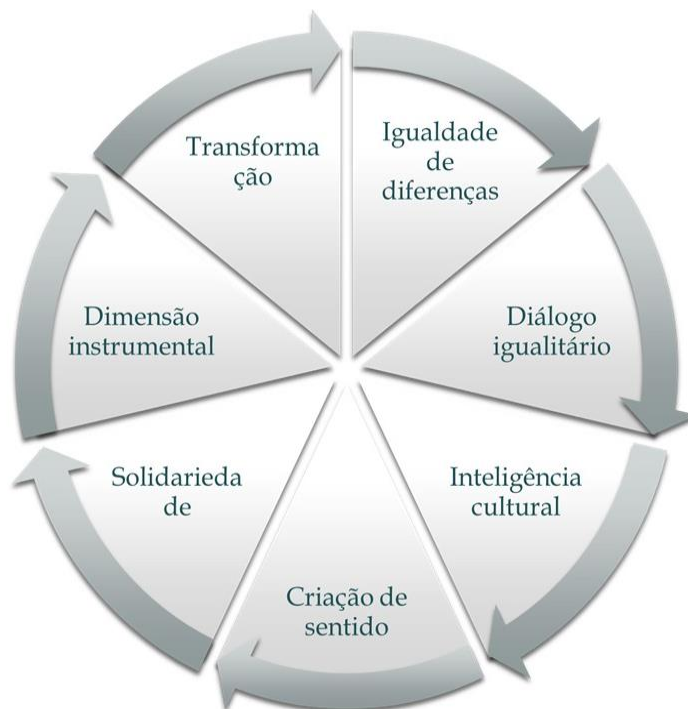 Igualdade
de
diferenças
Diálogo
igualitário
Inteligência
cultural
Criação de
sentido
Solidarieda
de
Dimensão
instrumental
Transforma
ção